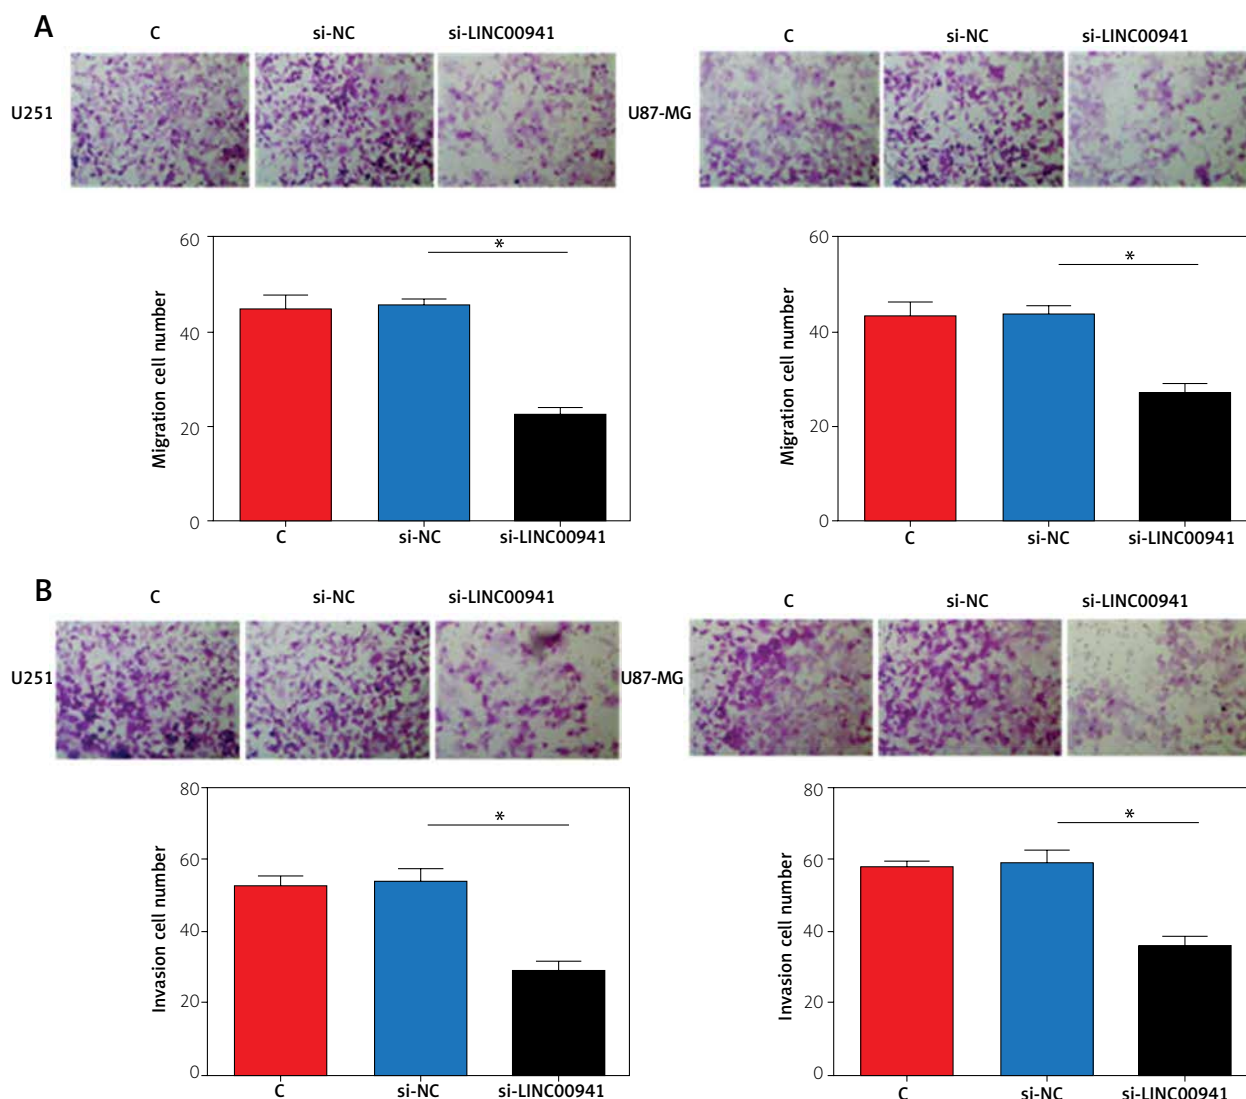 A
C si-NC si-LINC00941
C si-NC si-LINC00941
U251
U87-MG
60
40
20
0
Migration cell number
*
C si-NC si-LINC00941
60
40
20
0
Migration cell number
*
C si-NC si-LINC00941
B
C si-NC si-LINC00941
C si-NC si-LINC00941
U251
U87-MG
80
60
40
20
0
Invasion cell number
*
C si-NC si-LINC00941
80
60
40
20
0
Invasion cell number
*
C si-NC si-LINC00941